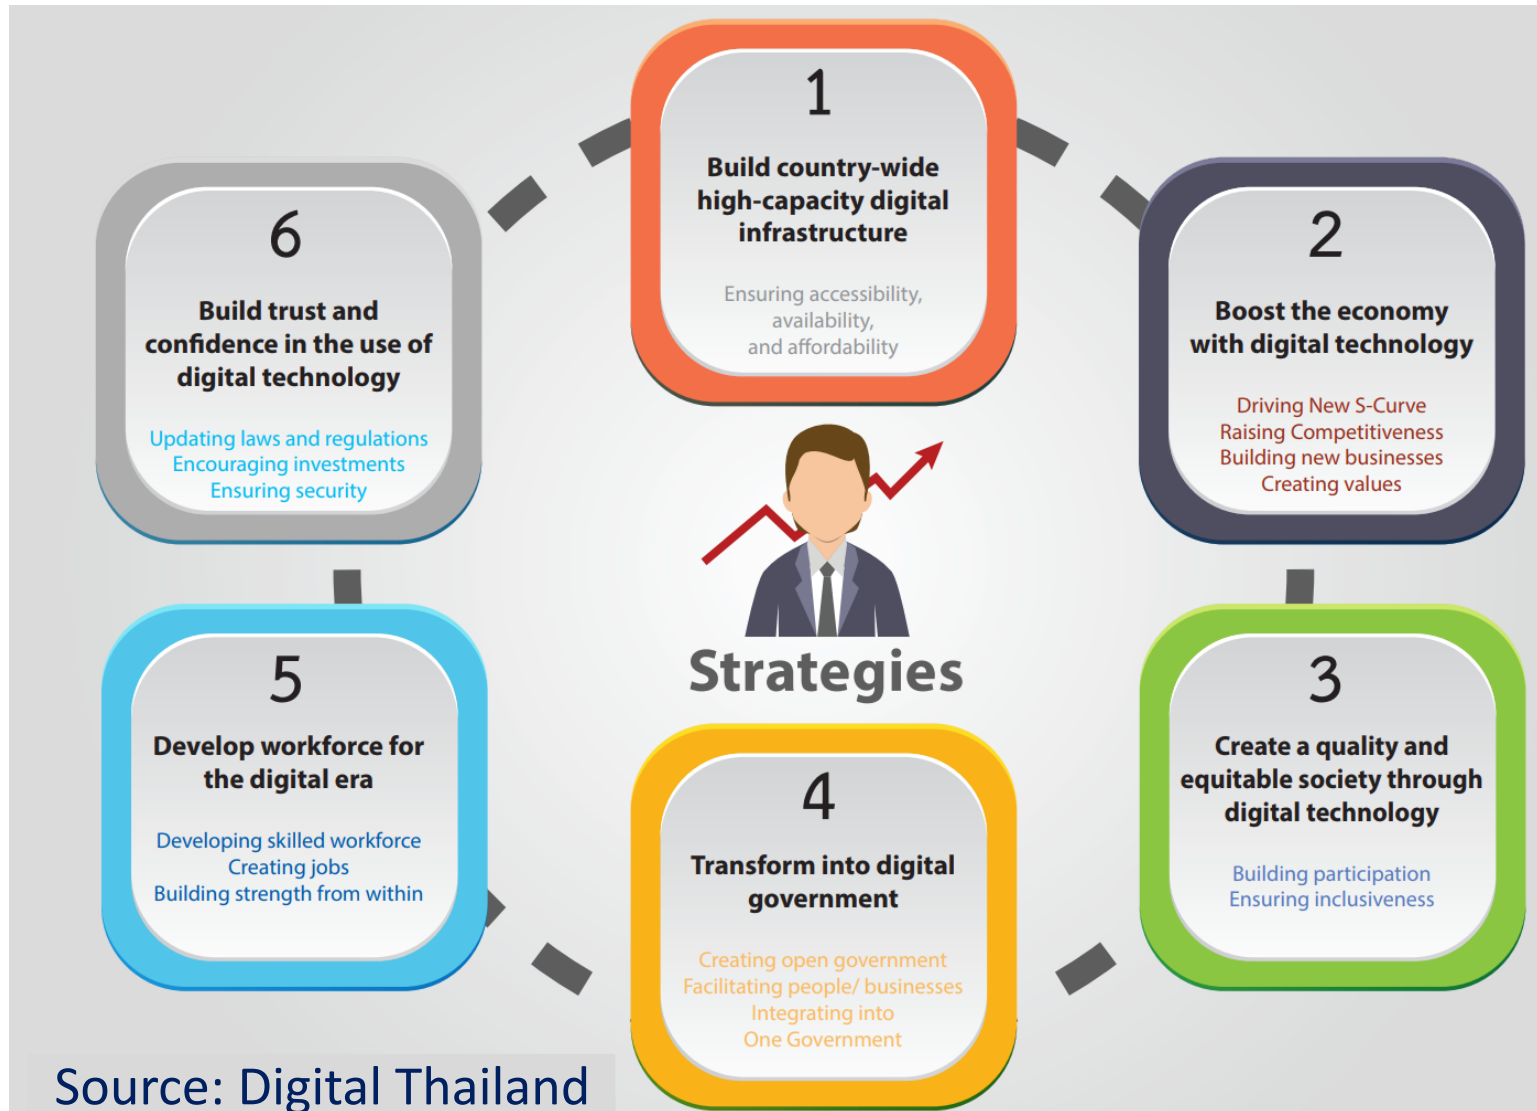 1
Build country-wide
high-capacity digital
infrastructure
Ensuring accessibility,
availability,
and affordability
2
Boost the economy
with digital technology
Driving New S-Curve
Raising Competitiveness
Building new businesses
Creating values
3
Create a quality and
equitable society through
digital technology
Building participation
Ensuring inclusiveness
4
Transform into digital
government
Creating open government
Facilitating people/ businesses
Integrating into
One Government
5
Develop workforce for
the digital era
Developing skilled workforce
Creating jobs
Building strength from within
6
Build trust and
confidence in the use of
digital technology
Updating laws and regulations
Encouraging investments
Ensuring security
Strategies
Source: Digital Thailand